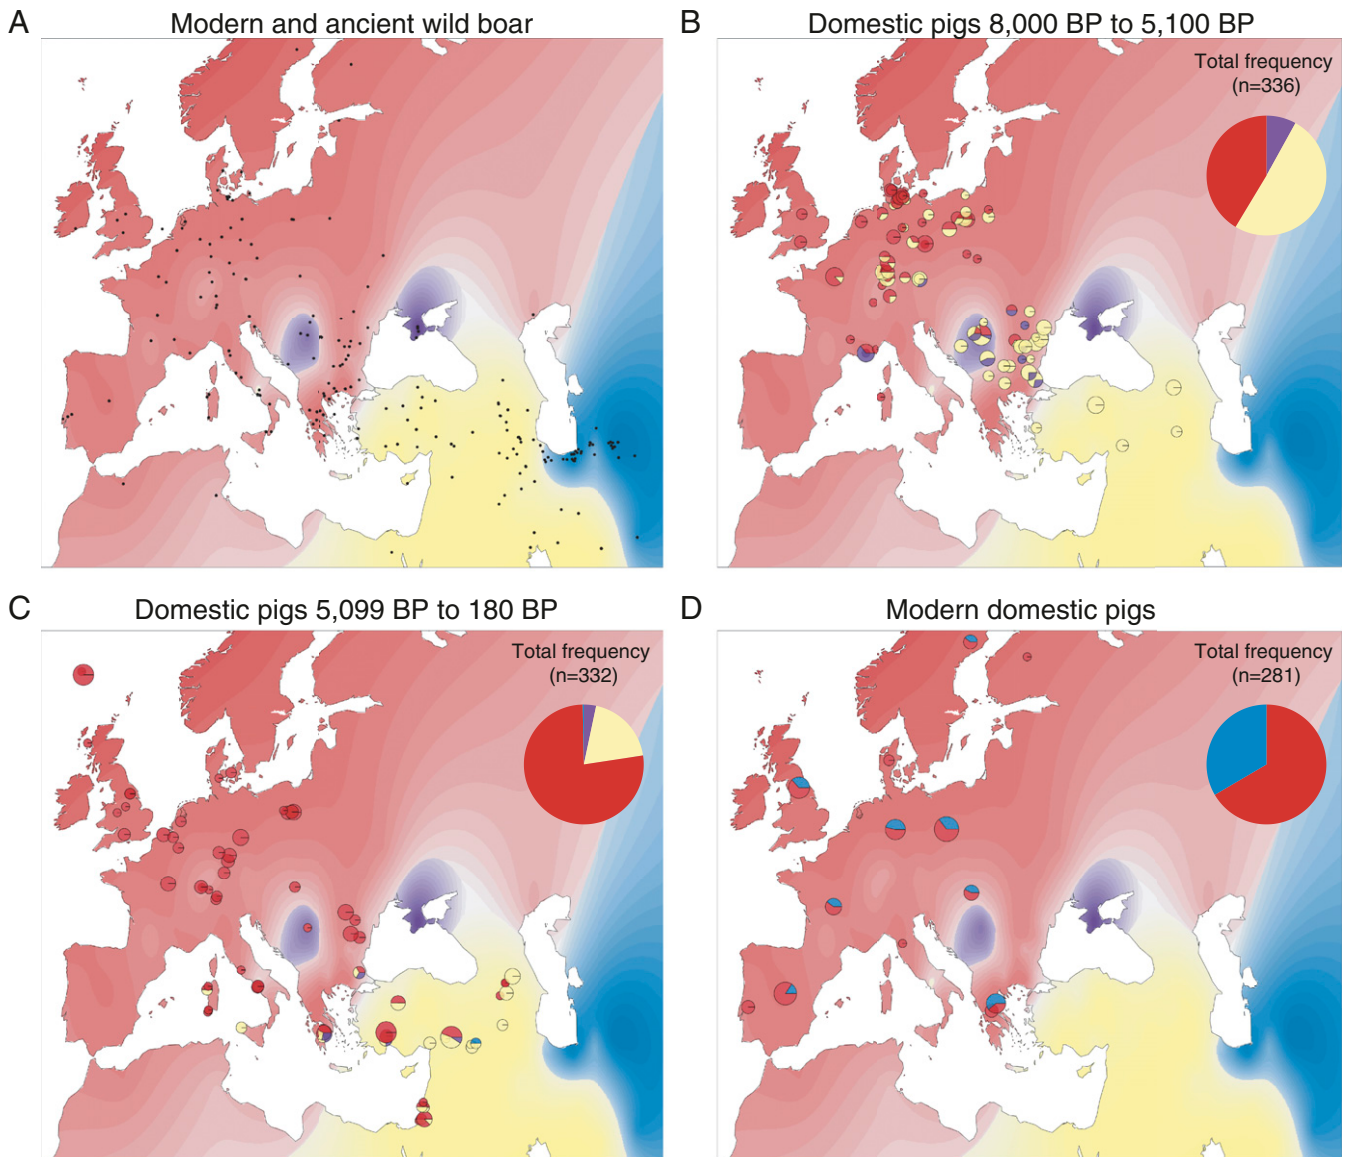 A
Modern and ancient wild boar
B
Domestic pigs 8,000 BP to 5,100 BP
Total frequency
(n=336)
C
Domestic pigs 5,099 BP to 180 BP
Total frequency
(n=332)
D
Modern domestic pigs
Total frequency
(n=281)